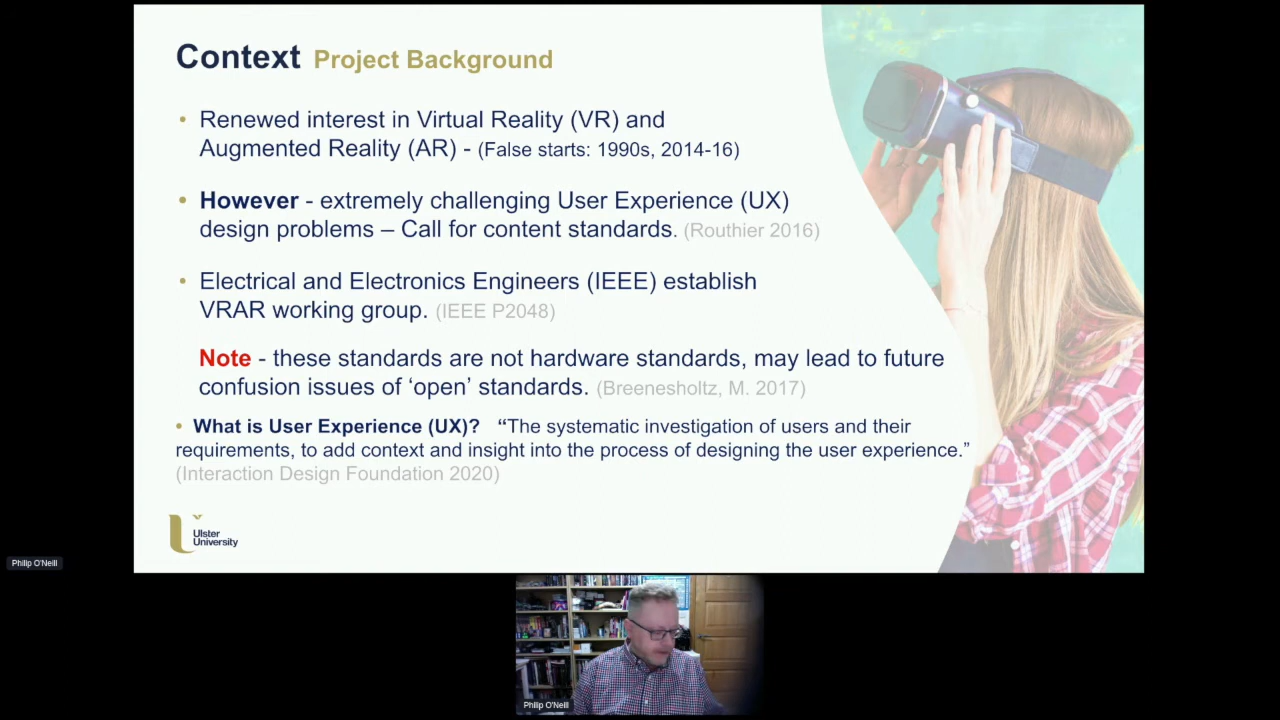 Context Project Background
• Renewed interest in Virtual Reality (VR) and
Augmented Reality (AR) - (False starts: 1990s, 2014-16)
• However - extremely challenging User Experience (UX)
design problems – Call for content standards. (Routhier 2016)
• Electrical and Electronics Engineers (IEEE) establish
VRAR working group. (IEEE P2048)
Note - these standards are not hardware standards, may lead to future
confusion issues of ‘open’ standards. (Breenesholtz, M. 2017)
• What is User Experience (UX)? “The systematic investigation of users and their
requirements, to add context and insight into the process of designing the user experience.”
(Interaction Design Foundation 2020)
Ulster
University
Philip O'Neill
Philip O'Neill